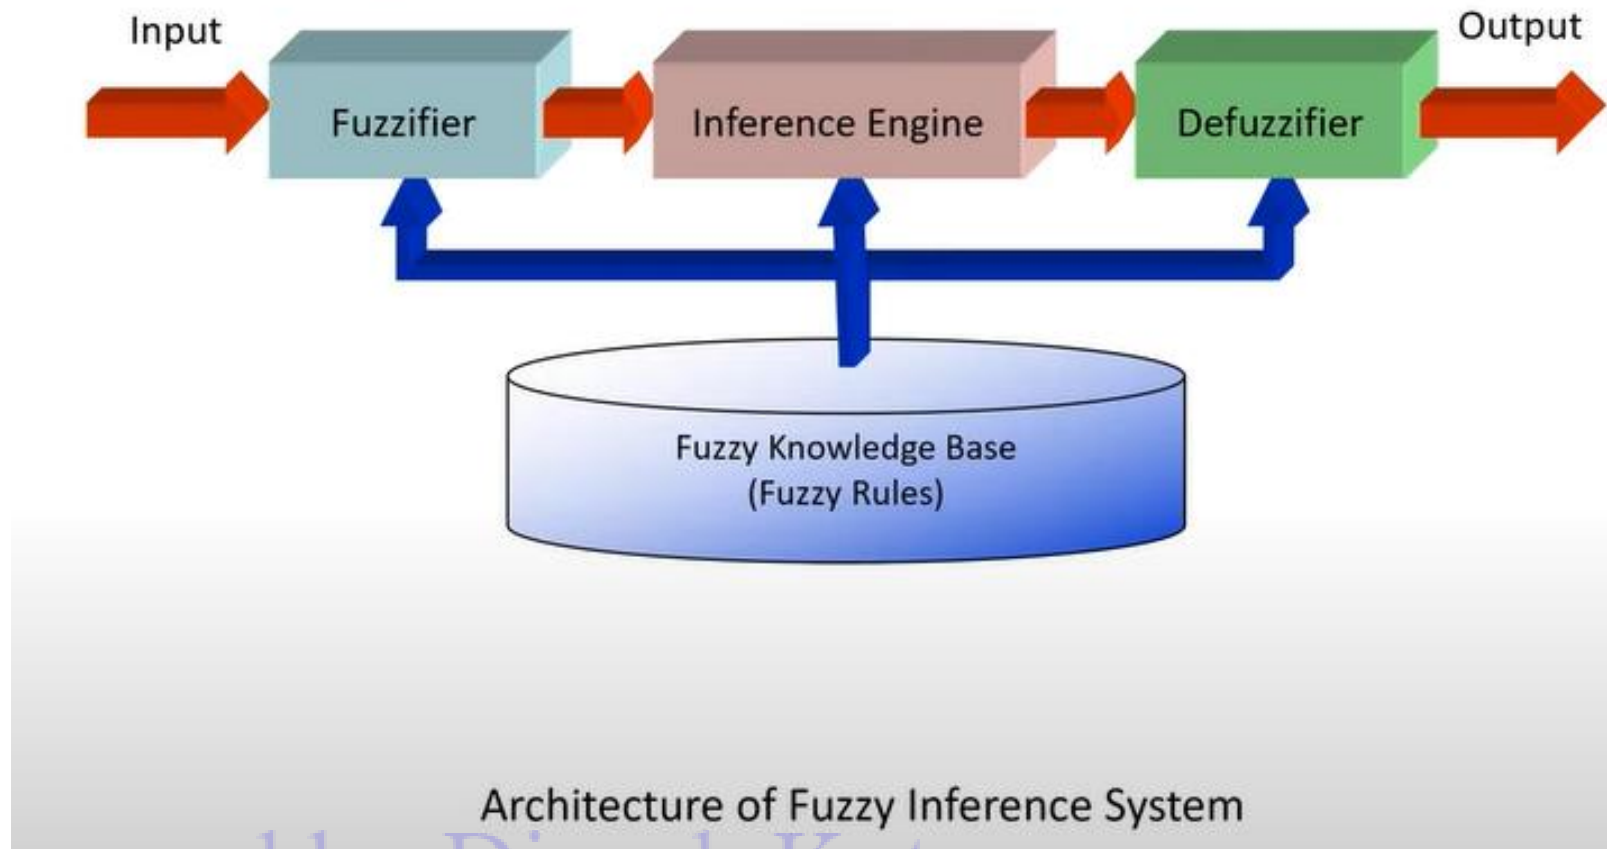 Input
Output
Fuzzifier
Inference Engine
Defuzzifier
Fuzzy Knowledge Base
(Fuzzy Rules)
Architecture of Fuzzy Inference System